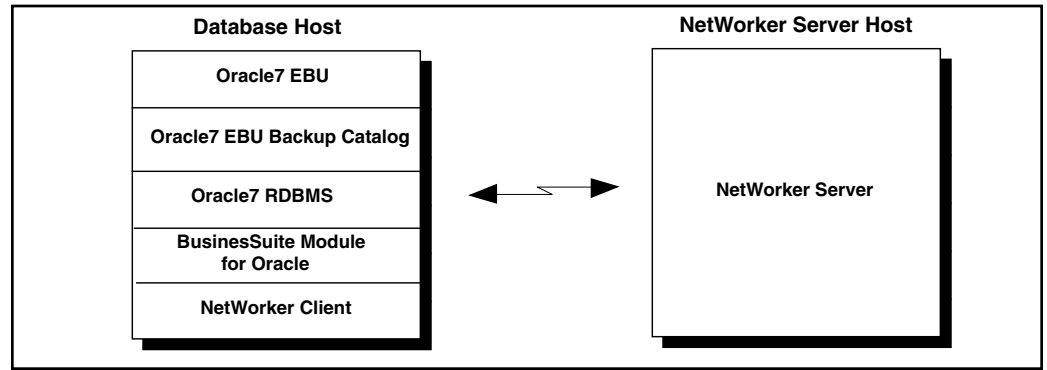 Database Host
Oracle7 EBU
Oracle7 EBU Backup Catalog
Oracle7 RDBMS
BusinesSuite Module
for Oracle
NetWorker Client
NetWorker Server Host
NetWorker Server